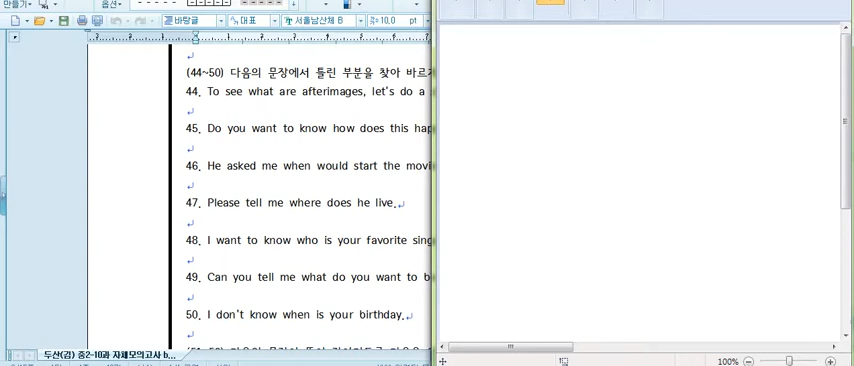 만들기▾
옵션▾
바탕글
대표
서울남산체 B
10.0 pt
(44~50) 다음의 문장에서 틀린 부분을 찾아 바르게
44. To see what are afterimages, let's do a
45. Do you want to know how does this hap
46. He asked me when would start the movi
47. Please tell me where does he live.
48. I want to know who is your favorite sing
49. Can you tell me what do you want to b
50. I don't know when is your birthday.
두산(김) 중2-10과 자체모의고사 b...
100%